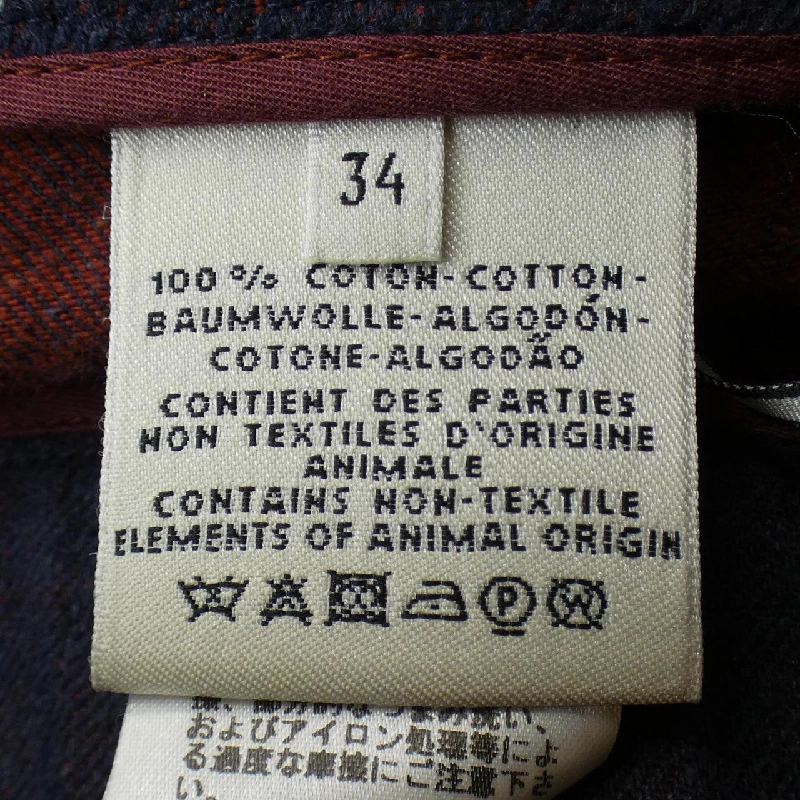 34
100 % COTON - COTTON -
BAUMWOLLE - ALGODÓN -
COTONE - ALGODÃO
CONTIENT DES PARTIES
NON TEXTILES D'ORIGINE
ANIMALE
CONTAINS NON-TEXTILE
ELEMENTS OF ANIMAL ORIGIN
P W
およびアイロン処理等によ
る過度な摩擦にご注意下さ
い。